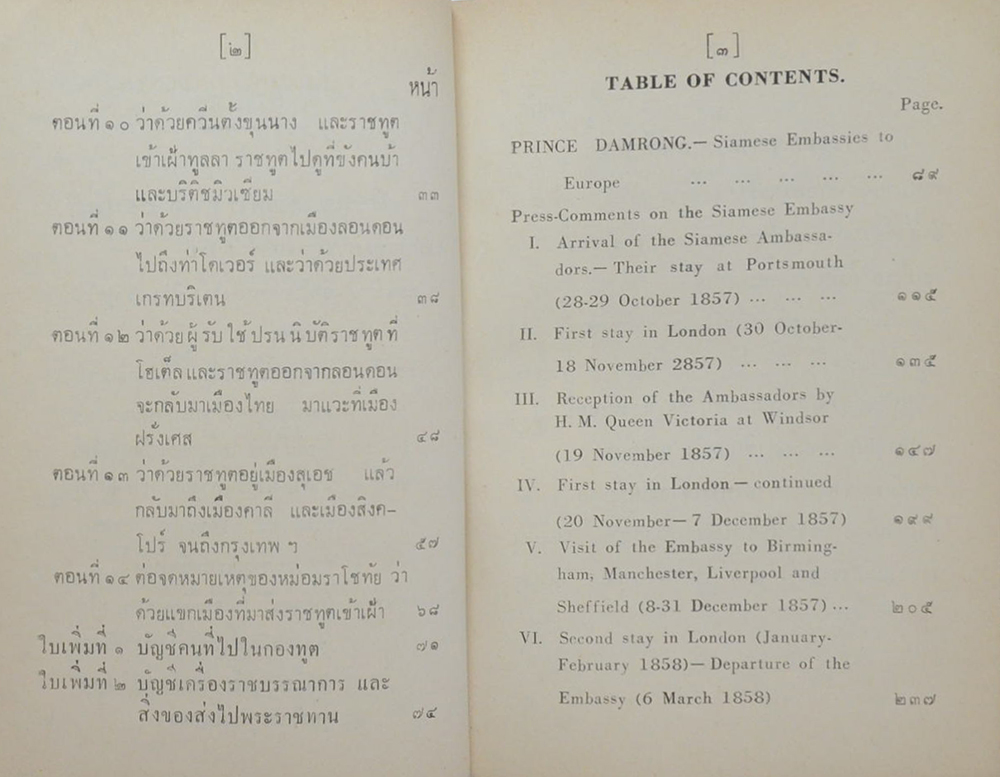 [๒]
หน้า
ตอนที่ ๑๐ ว่าด้วยควีนตั้งขุนนาง และราชทูต
เข้าเฝ้าทูลลา ราชทูตไปดูที่ขังคนบ้า
และบริติชมิวเซียม ๓๓
ตอนที่ ๑๑ ว่าด้วยราชทูตออกจากเมืองลอนดอน
ไปถึงท่าโดเวอร์ และว่าด้วยประเทศ
เกรทบริเตน ๓๘
ตอนที่ ๑๒ ว่าด้วยผู้รับใช้ปรนนิบัติราชทูตที่
โฮเต็ล และราชทูตออกจากลอนดอน
จะกลับมาเมืองไทย มาแวะที่เมือง
ฝรั่งเศส ๔๘
ตอนที่ ๑๓ ว่าด้วยราชทูตอยู่เมืองสุเอช แล้ว
กลับมาถึงเมืองคาลี และเมืองสิงค–
โปร์ จนถึงกรุงเทพ ฯ ๕๗
ตอนที่ ๑๔ ต่อจดหมายเหตุของหม่อมราโชทัย ว่า
ด้วยแขกเมืองที่มาส่งราชทูตเข้าเฝ้า ๖๘
ใบเพิ่มที่ ๑ บัญชีคนที่ไปในกองทูต ๗๑
ใบเพิ่มที่ ๒ บัญชีเครื่องราชบรรณาการ และ
สิ่งของส่งไปพระราชทาน ๗๔
[๓]
TABLE OF CONTENTS.
Page.
PRINCE DAMRONG.— Siamese Embassies to
Europe ... ... ... ... ... ๘๙
Press-Comments on the Siamese Embassy
I. Arrival of the Siamese Ambassa-
dors.— Their stay at Portsmouth
(28-29 October 1857) ... ... ... ๑๑๕
II. First stay in London (30 October-
18 November 2857) ... ... ... ๑๓๕
III. Reception of the Ambassadors by
H. M. Queen Victoria at Windsor
(19 November 1857) ... ... ... ๑๔๗
IV. First stay in London — continued
(20 November— 7 December 1857) ๑๙๙
V. Visit of the Embassy to Birming-
ham, Manchester, Liverpool and
Sheffield (8-31 December 1857) ... ๒๐๕
VI. Second stay in London (January-
February 1858)— Departure of the
Embassy (6 March 1858) ๒๓๗